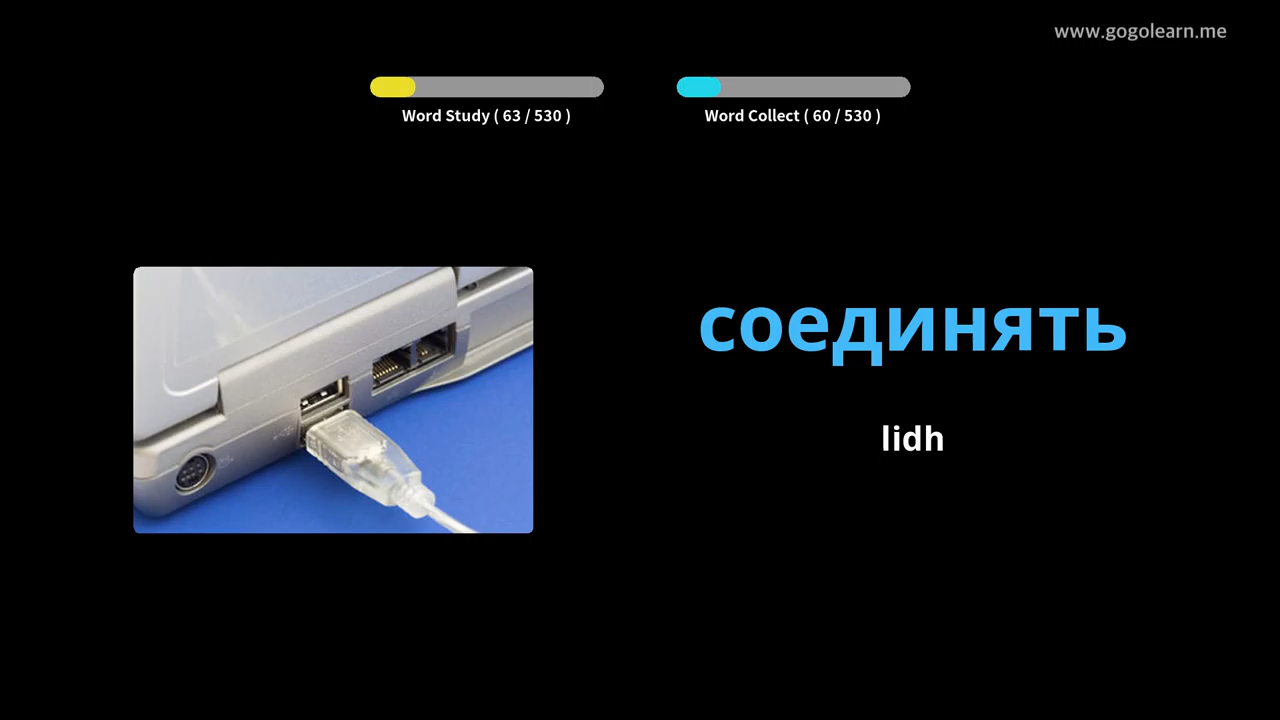 www.gogolearn.me
Word Study ( 63 / 530 )
Word Collect ( 60 / 530 )
соединять
lidh